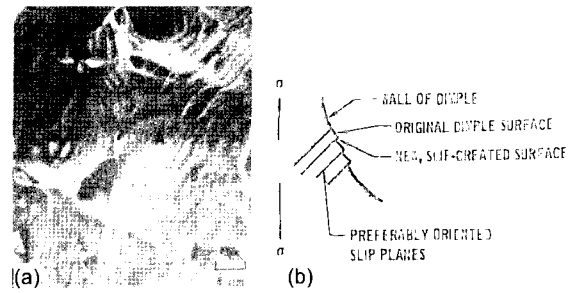 σ
WALL OF DIMPLE
ORIGINAL DIMPLE SURFACE
NEW, SLIP-CREATED SURFACE
σ
PREFERABLY ORIENTED
SLIP PLANES
(a)
(b)